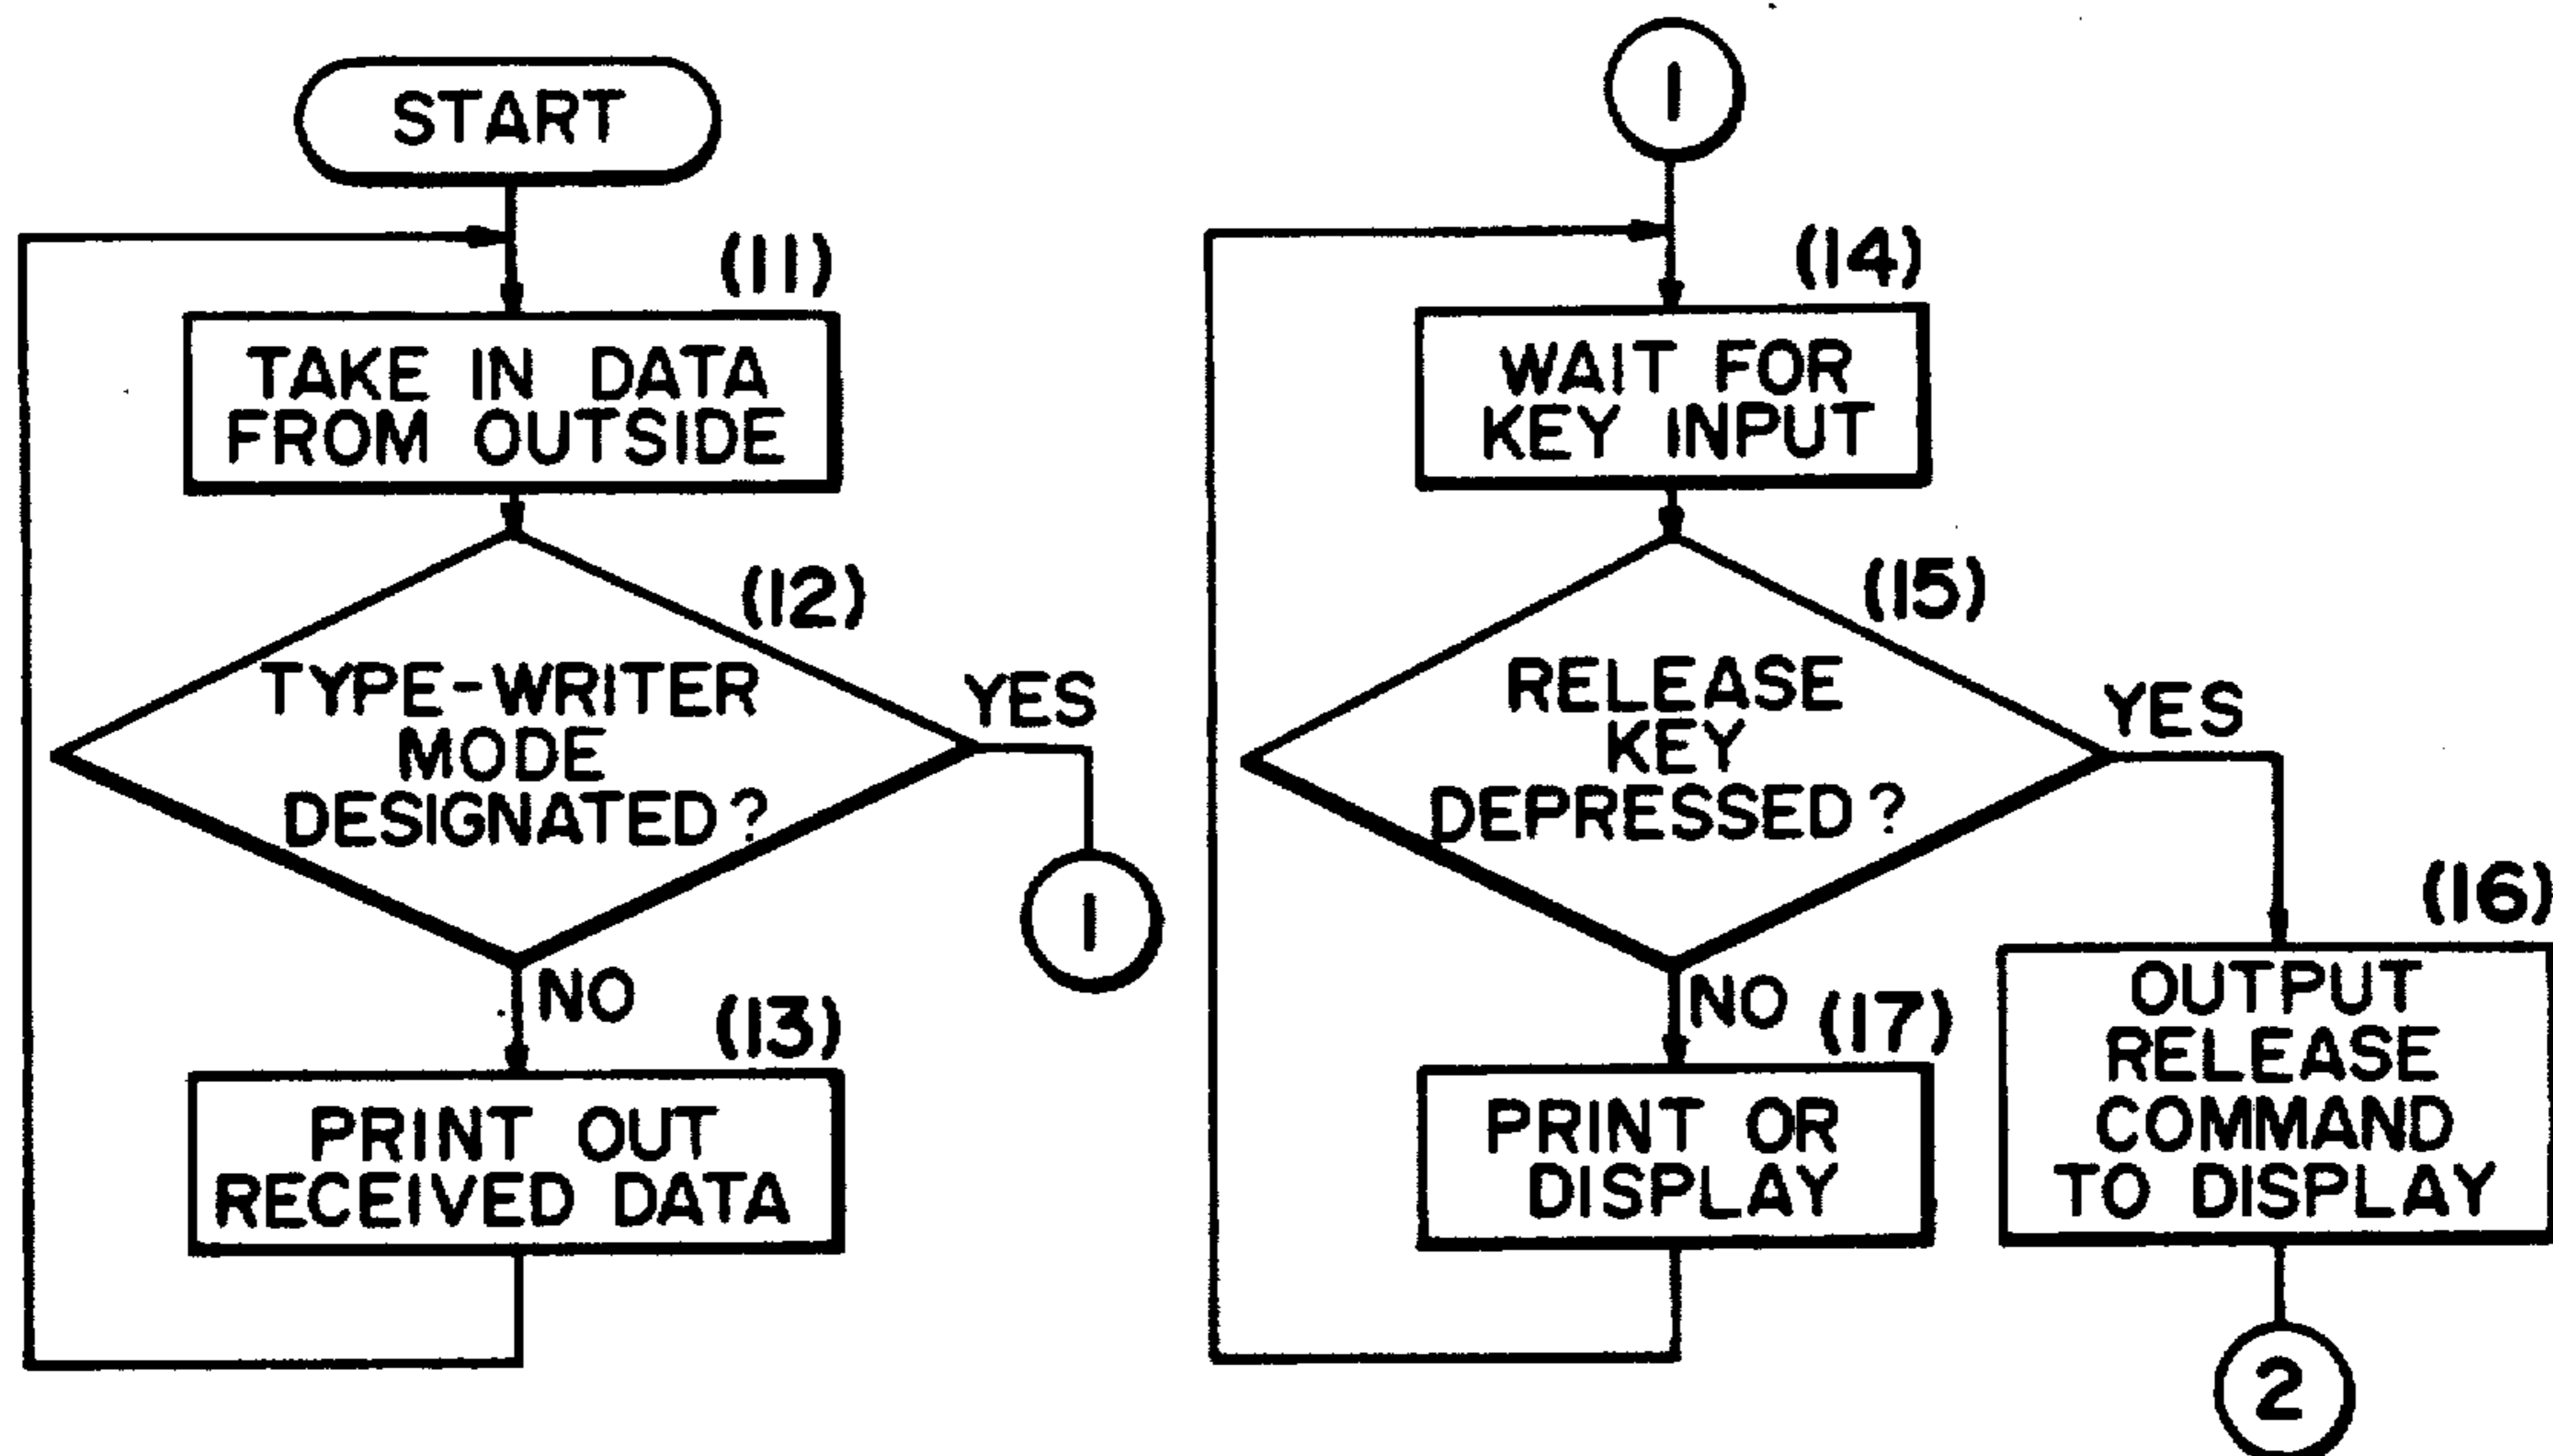 START
(11)
TAKE IN DATA
FROM OUTSIDE
(12)
TYPE-WRITER
MODE
DESIGNATED?
YES
1
NO
(13)
PRINT OUT
RECEIVED DATA
1
(14)
WAIT FOR
KEY INPUT
(15)
RELEASE
KEY
DEPRESSED?
YES
NO
(17)
PRINT OR
DISPLAY
(16)
OUTPUT
RELEASE
COMMAND
TO DISPLAY
2